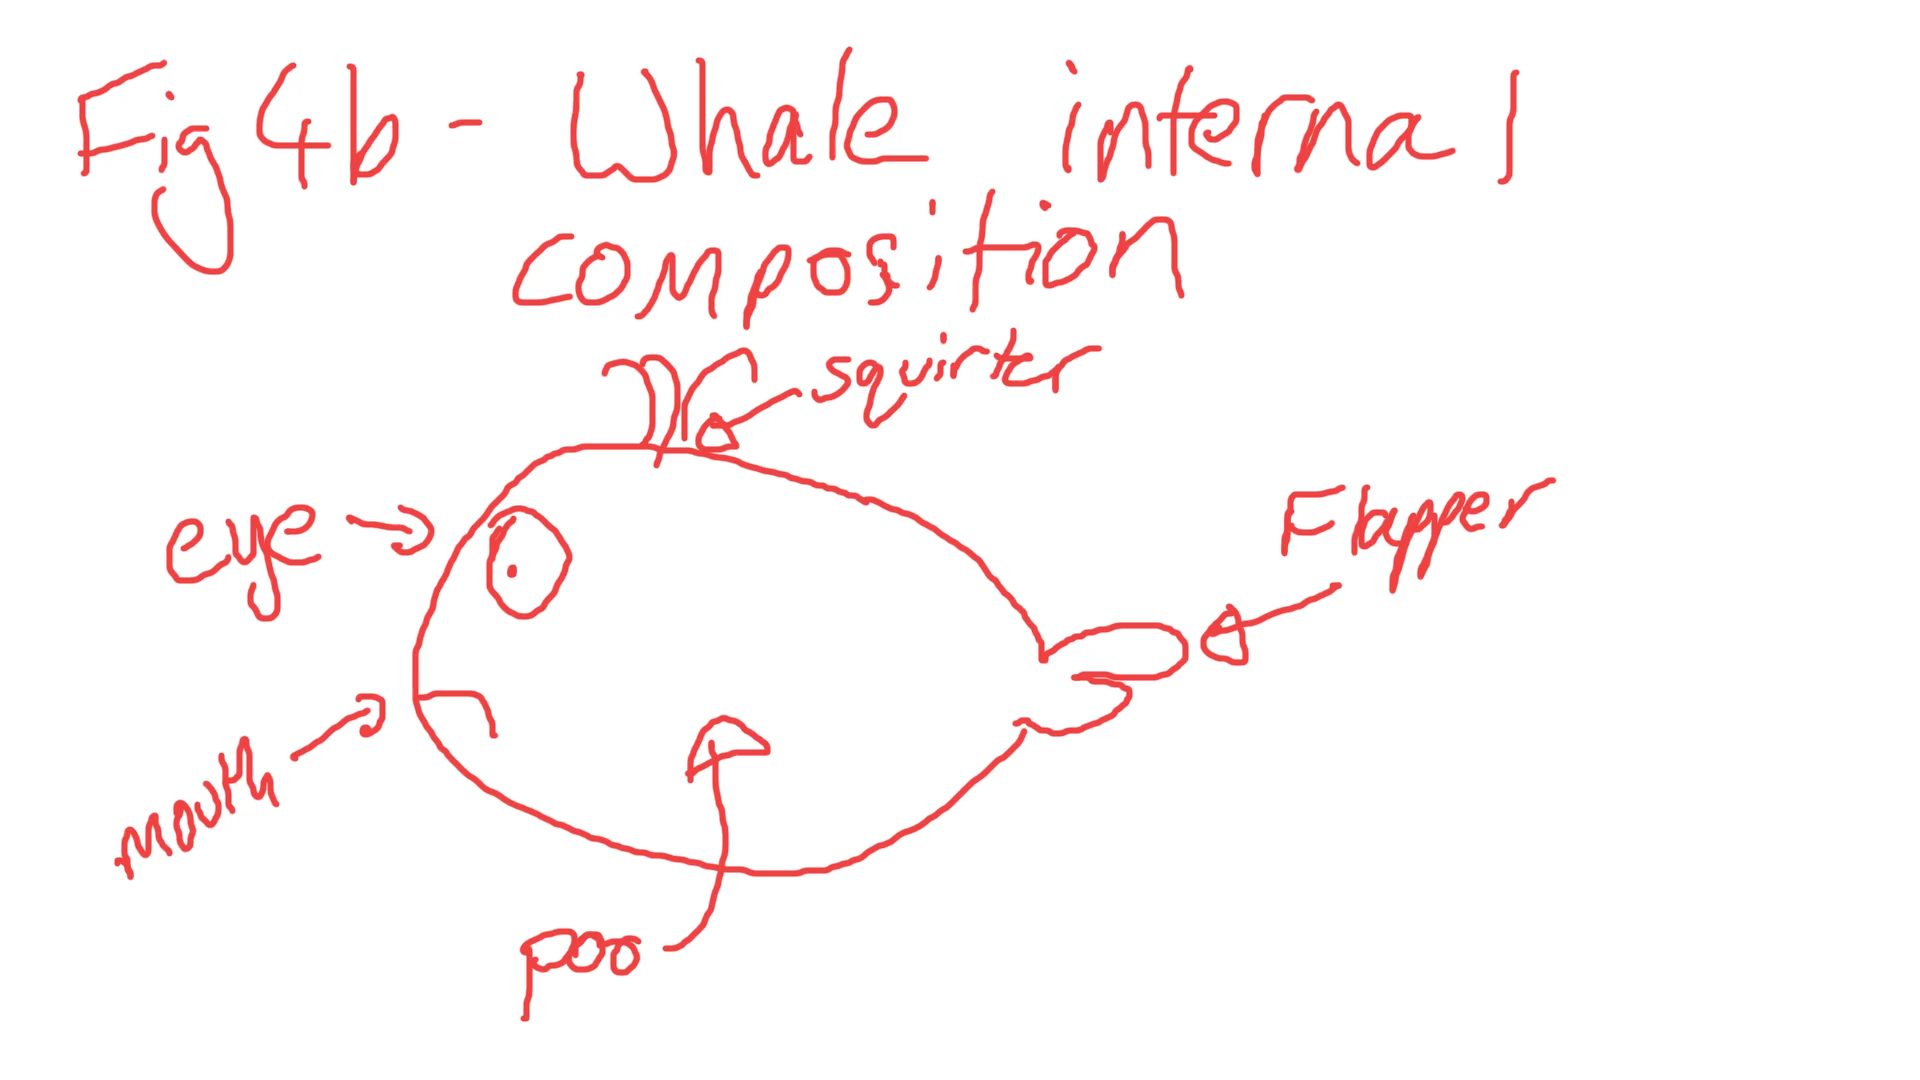 Fig 4b - Whale internal
composition
squirter
eye
Flapper
mouth
poo